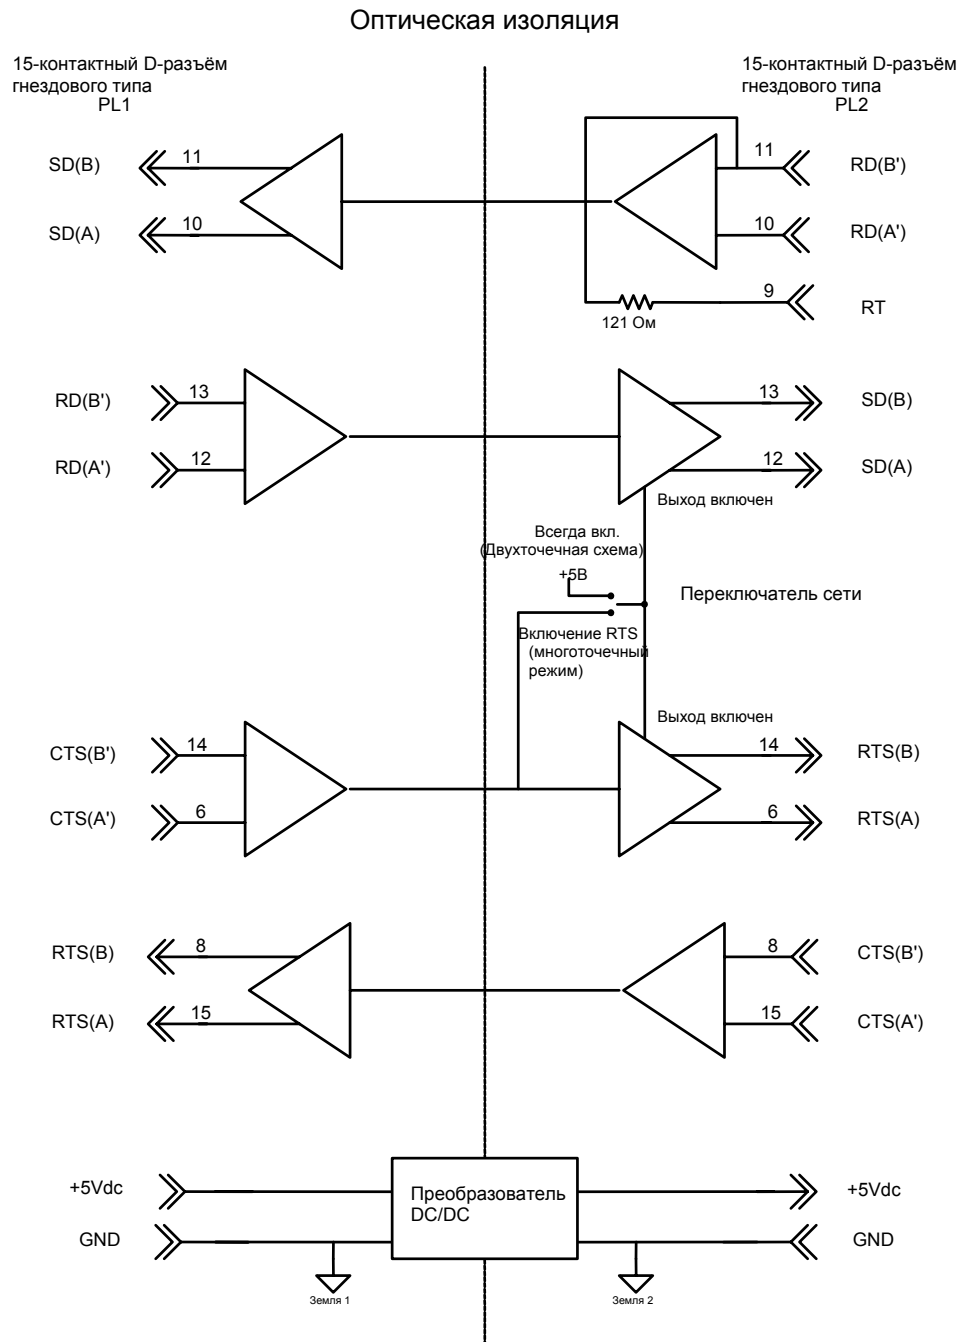 Оптическая изоляция
15-контактный D-разъём
гнездового типа
PL1
15-контактный D-разъём
гнездового типа
PL2
SD(B)
11
11
RD(B')
SD(A)
10
10
RD(A')
9
RT
121 Ом
RD(B')
13
13
SD(B)
RD(A')
12
12
SD(A)
Выход включен
Всегда вкл.
(Двухточечная схема)
+5В
Переключатель сети
Включение RTS
(многоточечный
режим)
Выход включен
CTS(B')
14
14
RTS(B)
CTS(A')
6
6
RTS(A)
RTS(B)
8
8
CTS(B')
RTS(A)
15
15
CTS(A')
+5Vdc
Преобразователь
DC/DC
+5Vdc
GND
GND
Земля 1
Земля 2